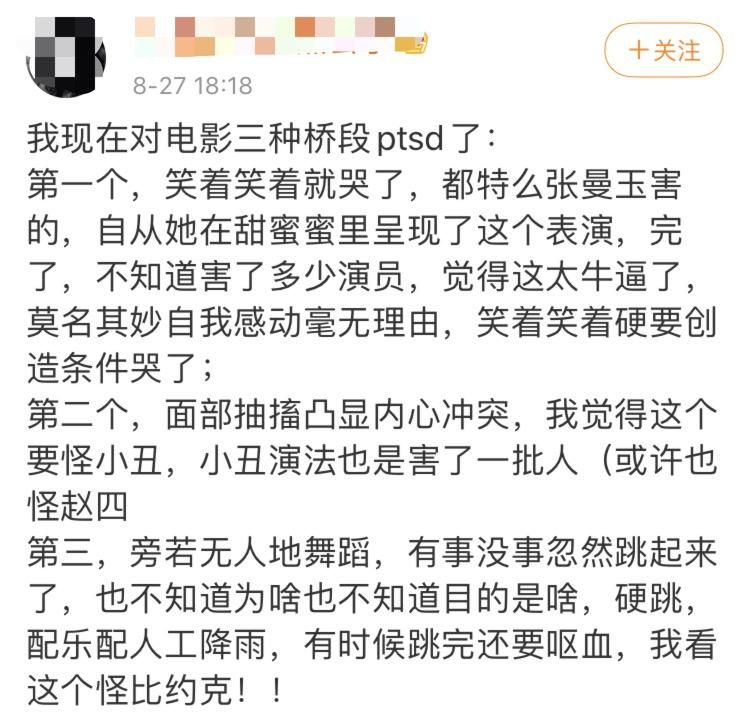 +关注
8-27 18:18
我现在对电影三种桥段ptsd了：
第一个，笑着笑着就哭了，都特么张曼玉害
的，自从她在甜蜜蜜里呈现了这个表演，完
了，不知道害了多少演员，觉得这太牛逼了，
莫名其妙自我感动毫无理由，笑着笑着硬要创
造条件哭了；
第二个，面部抽搐凸显内心冲突，我觉得这个
要怪小丑，小丑演法也是害了一批人（或许也
怪赵四
第三，旁若无人地舞蹈，有事没事忽然跳起来
了，也不知道为啥也不知道目的是啥，硬跳，
配乐配人工降雨，有时候跳完还要呕血，我看
这个怪比约克！！